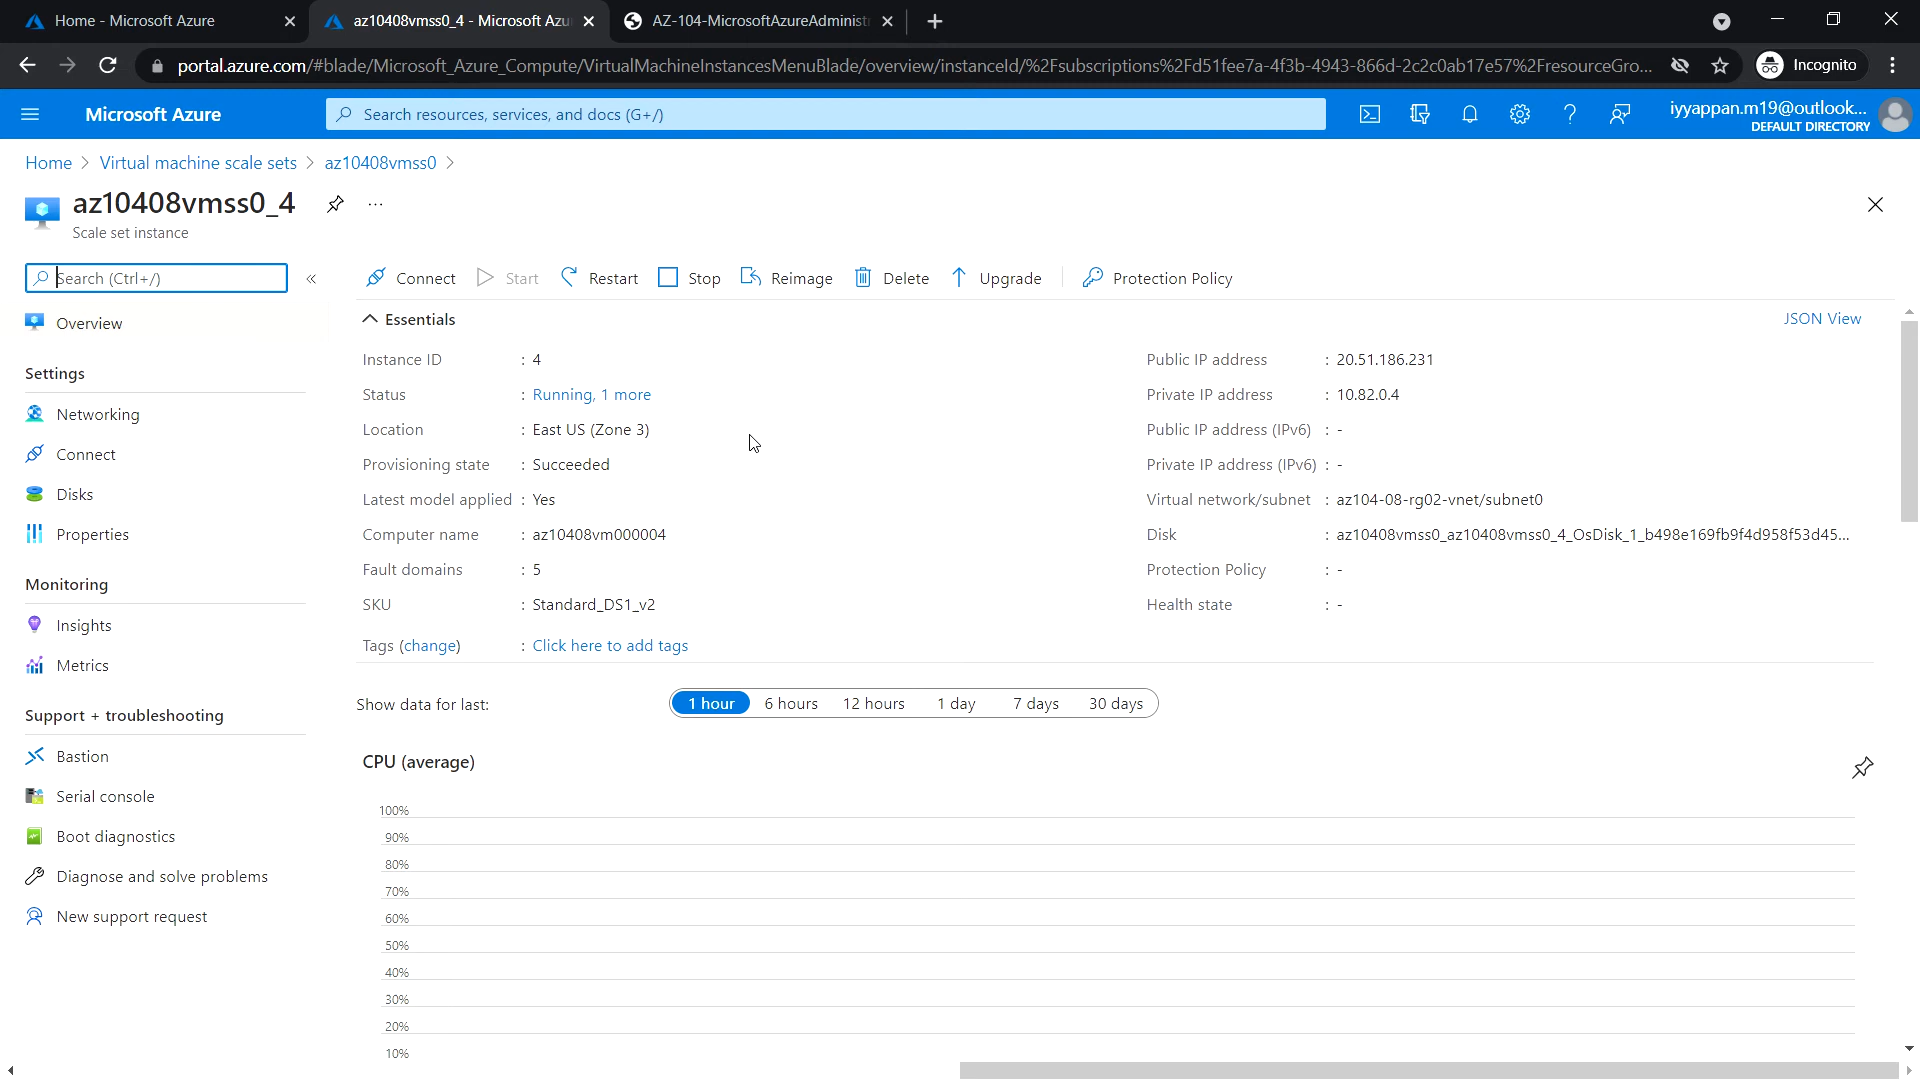 Home - Microsoft Azure
az10408vmss0_4 - Microsoft Azu
AZ-104-MicrosoftAzureAdminist
portal.azure.com/#blade/Microsoft_Azure_Compute/VirtualMachineInstancesMenuBlade/overview/instanceId/%2Fsubscriptions%2Fd51fee7a-4f3b-4943-866d-2c2c0ab17e57%2FresourceGro...
Incognito
Microsoft Azure
Search resources, services, and docs (G+/)
iyyappan.m19@outlook...
DEFAULT DIRECTORY
Home > Virtual machine scale sets > az10408vmss0 >
az10408vmss0_4
Scale set instance
Search (Ctrl+/)
Connect Start Restart Stop Reimage Delete Upgrade Protection Policy
Overview
Settings
Networking
Connect
Disks
Properties
Monitoring
Insights
Metrics
Support + troubleshooting
Bastion
Serial console
Boot diagnostics
Diagnose and solve problems
New support request
Essentials
JSON View
Instance ID : 4
Status : Running, 1 more
Location : East US (Zone 3)
Provisioning state : Succeeded
Latest model applied : Yes
Computer name : az10408vm000004
Fault domains : 5
SKU : Standard_DS1_v2
Tags (change) : Click here to add tags
Public IP address : 20.51.186.231
Private IP address : 10.82.0.4
Public IP address (IPv6) : -
Private IP address (IPv6) : -
Virtual network/subnet : az104-08-rg02-vnet/subnet0
Disk : az10408vmss0_az10408vmss0_4_OsDisk_1_b498e169fb9f4d958f53d45...
Protection Policy : -
Health state : -
Show data for last: 1 hour 6 hours 12 hours 1 day 7 days 30 days
CPU (average)
100%
90%
80%
70%
60%
50%
40%
30%
20%
10%